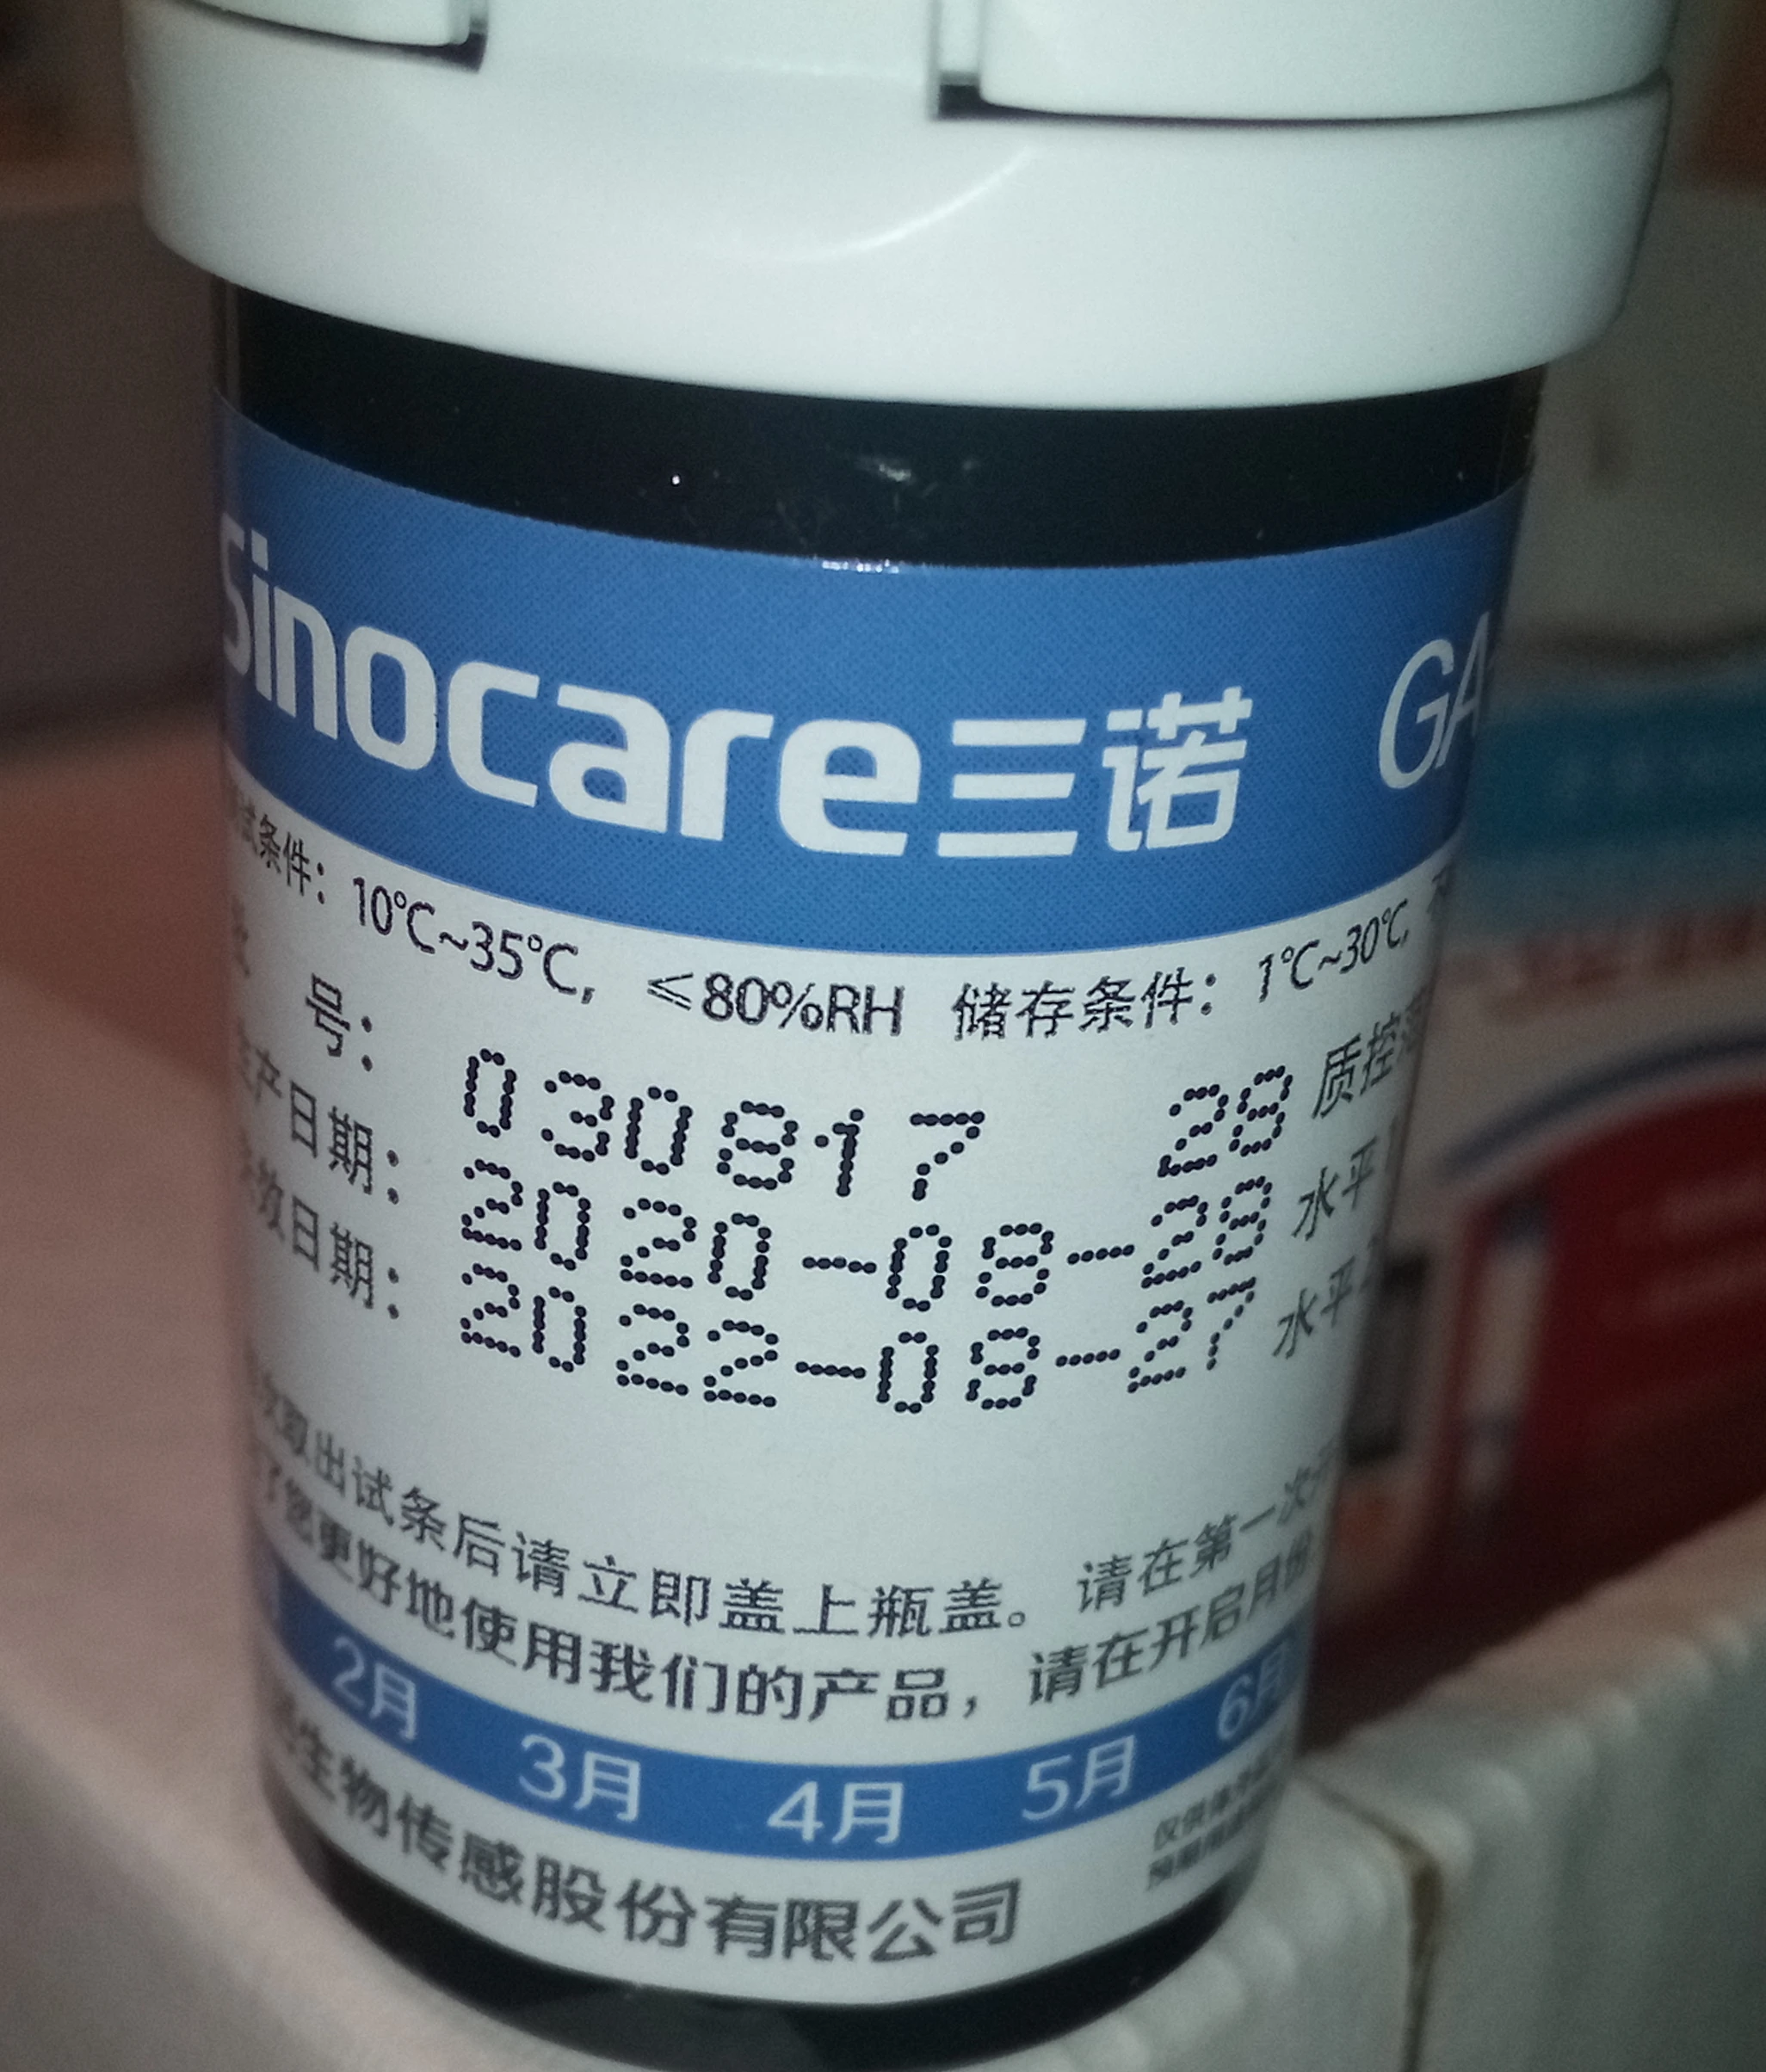 sinocare三诺 GA
试条件：10℃~35℃, ≤80%RH 储存条件：1℃~30℃,
号：030817 28 质控
产日期：2020-08-28 水平
效日期：2022-08-27 水平
取出试条后请立即盖上瓶盖。请在第一次开
了您更好地使用我们的产品，请在开启月份
2月 3月 4月 5月 6月
生物传感股份有限公司